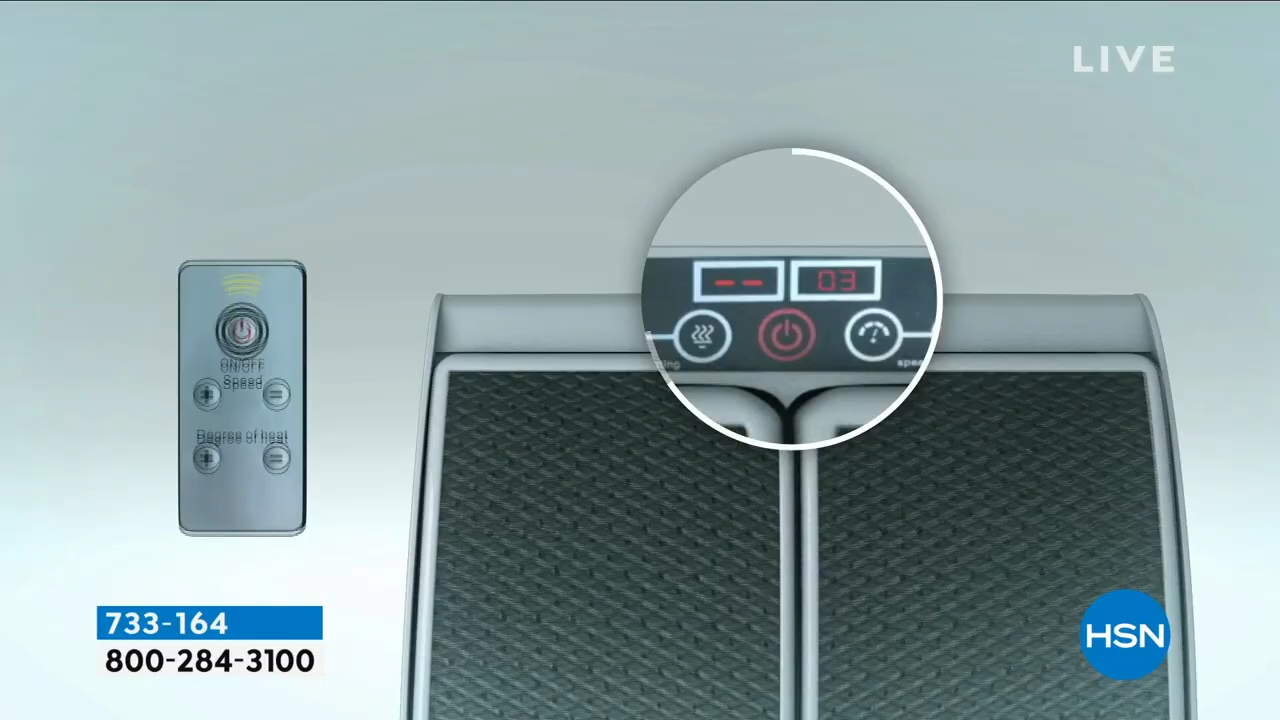 LIVE
-- 03
ON/OFF
Speed
Degree of heat
733-164
800-284-3100
HSN